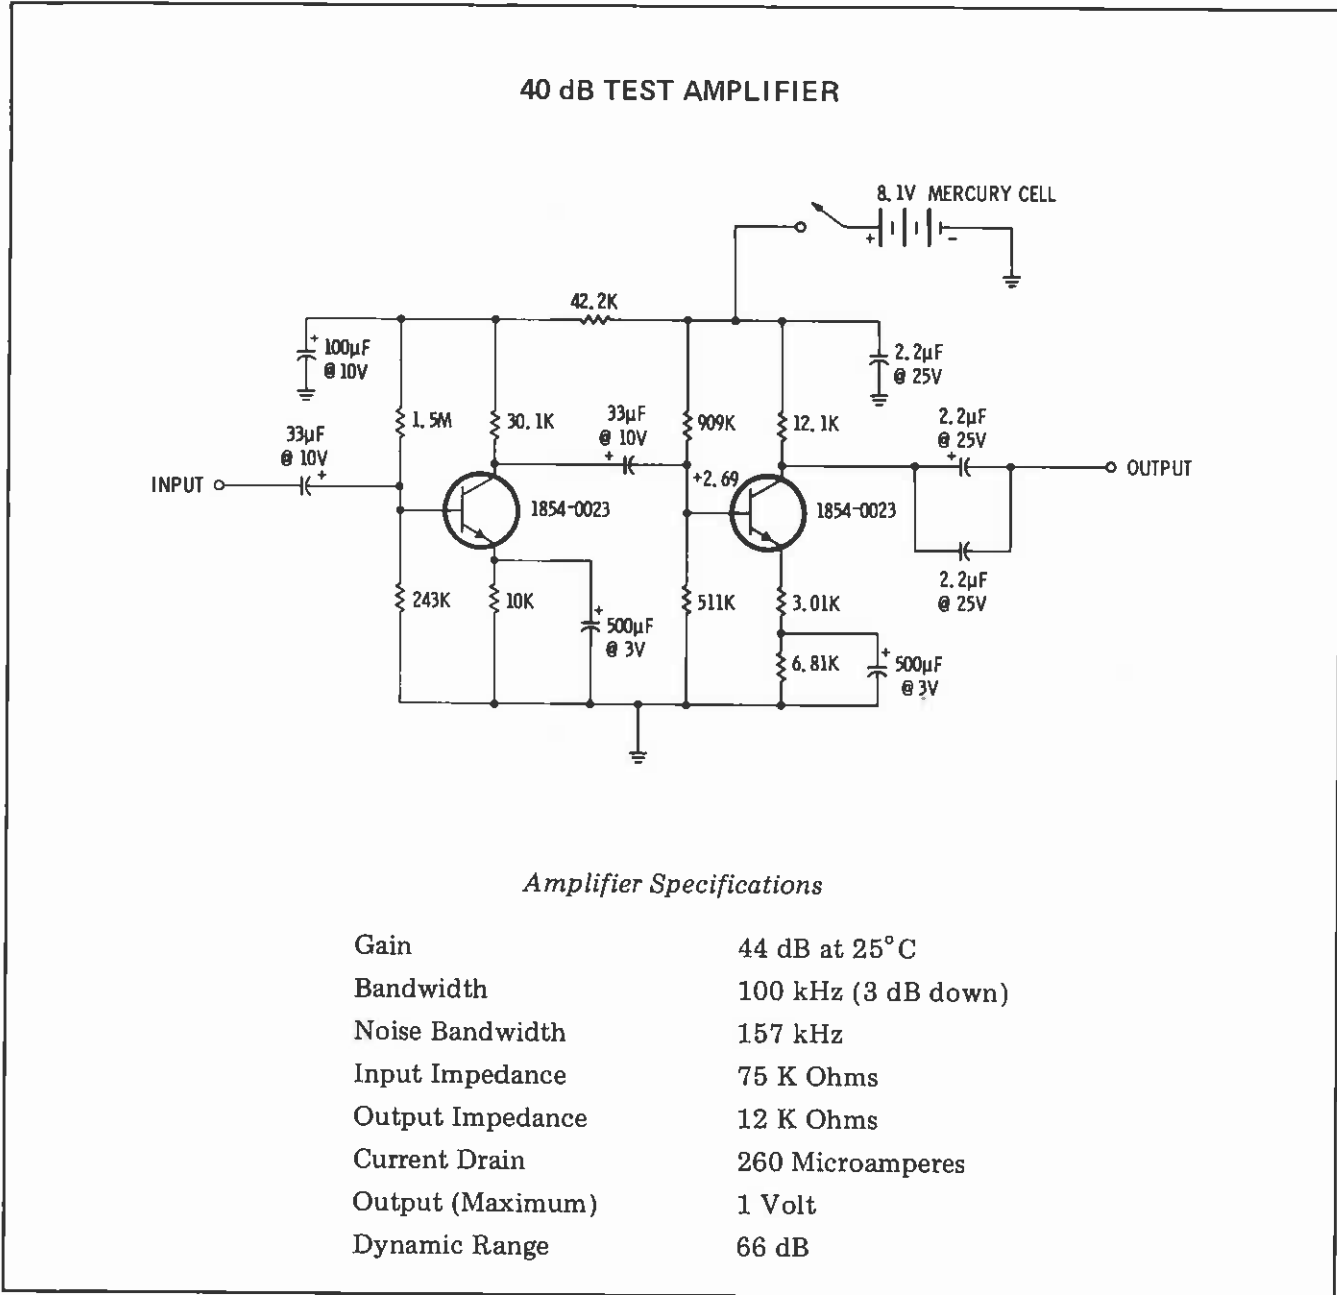 40 dB TEST AMPLIFIER
8.1V MERCURY CELL
+ -
42.2K
+ 100µF
@ 10V
2.2µF
@ 25V
1.5M
30.1K
33µF
@ 10V
+
909K
12.1K
2.2µF
@ 25V
+
33µF
@ 10V
+
INPUT
OUTPUT
+2.69
1854-0023
1854-0023
2.2µF
@ 25V
243K
10K
+
500µF
@ 3V
511K
3.01K
6.81K
+
500µF
@ 3V
Amplifier Specifications
Gain 44 dB at 25°C
Bandwidth 100 kHz (3 dB down)
Noise Bandwidth 157 kHz
Input Impedance 75 K Ohms
Output Impedance 12 K Ohms
Current Drain 260 Microamperes
Output (Maximum) 1 Volt
Dynamic Range 66 dB